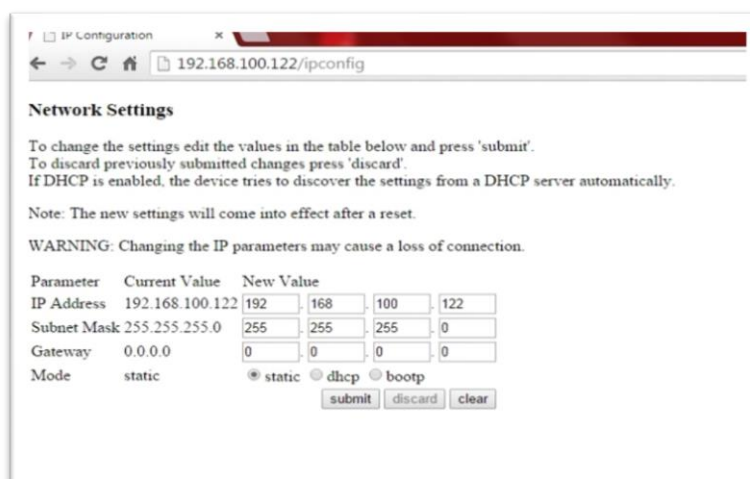 IP Configuration ×
192.168.100.122/ipconfig
Network Settings
To change the settings edit the values in the table below and press 'submit'.
To discard previously submitted changes press 'discard'.
If DHCP is enabled, the device tries to discover the settings from a DHCP server automatically.
Note: The new settings will come into effect after a reset.
WARNING: Changing the IP parameters may cause a loss of connection.
Parameter Current Value New Value
IP Address 192.168.100.122 192 . 168 . 100 . 122
Subnet Mask 255.255.255.0 255 . 255 . 255 . 0
Gateway 0.0.0.0 0 . 0 . 0 . 0
Mode static static dhcp bootp
submit discard clear